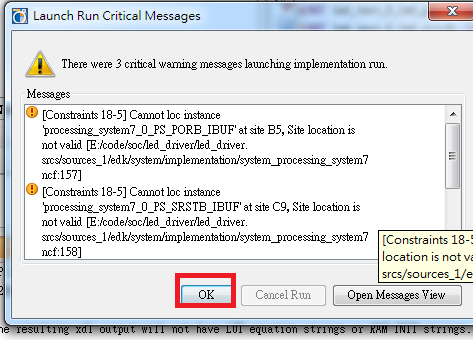 Launch Run Critical Messages
There were 3 critical warning messages launching implementation run.
Messages
[Constraints 18-5] Cannot loc instance
'processing_system7_0_PS_PORB_IBUF' at site B5, Site location is
not valid [E:/code/soc/led_driver/led_driver.
srcs/sources_1/edk/system/implementation/system_processing_system7
ncf:157]
[Constraints 18-5] Cannot loc instance
'processing_system7_0_PS_SRSTB_IBUF' at site C9, Site location is
not valid [E:/code/soc/led_driver/led_driver.
srcs/sources_1/edk/system/implementation/system_processing_system7
ncf:158]
[Constraints 18-5
location is not va
srcs/sources_1/e
OK
Cancel Run
Open Messages View
he resulting xdl output will not have LUT equation strings or RAM INIT strings.